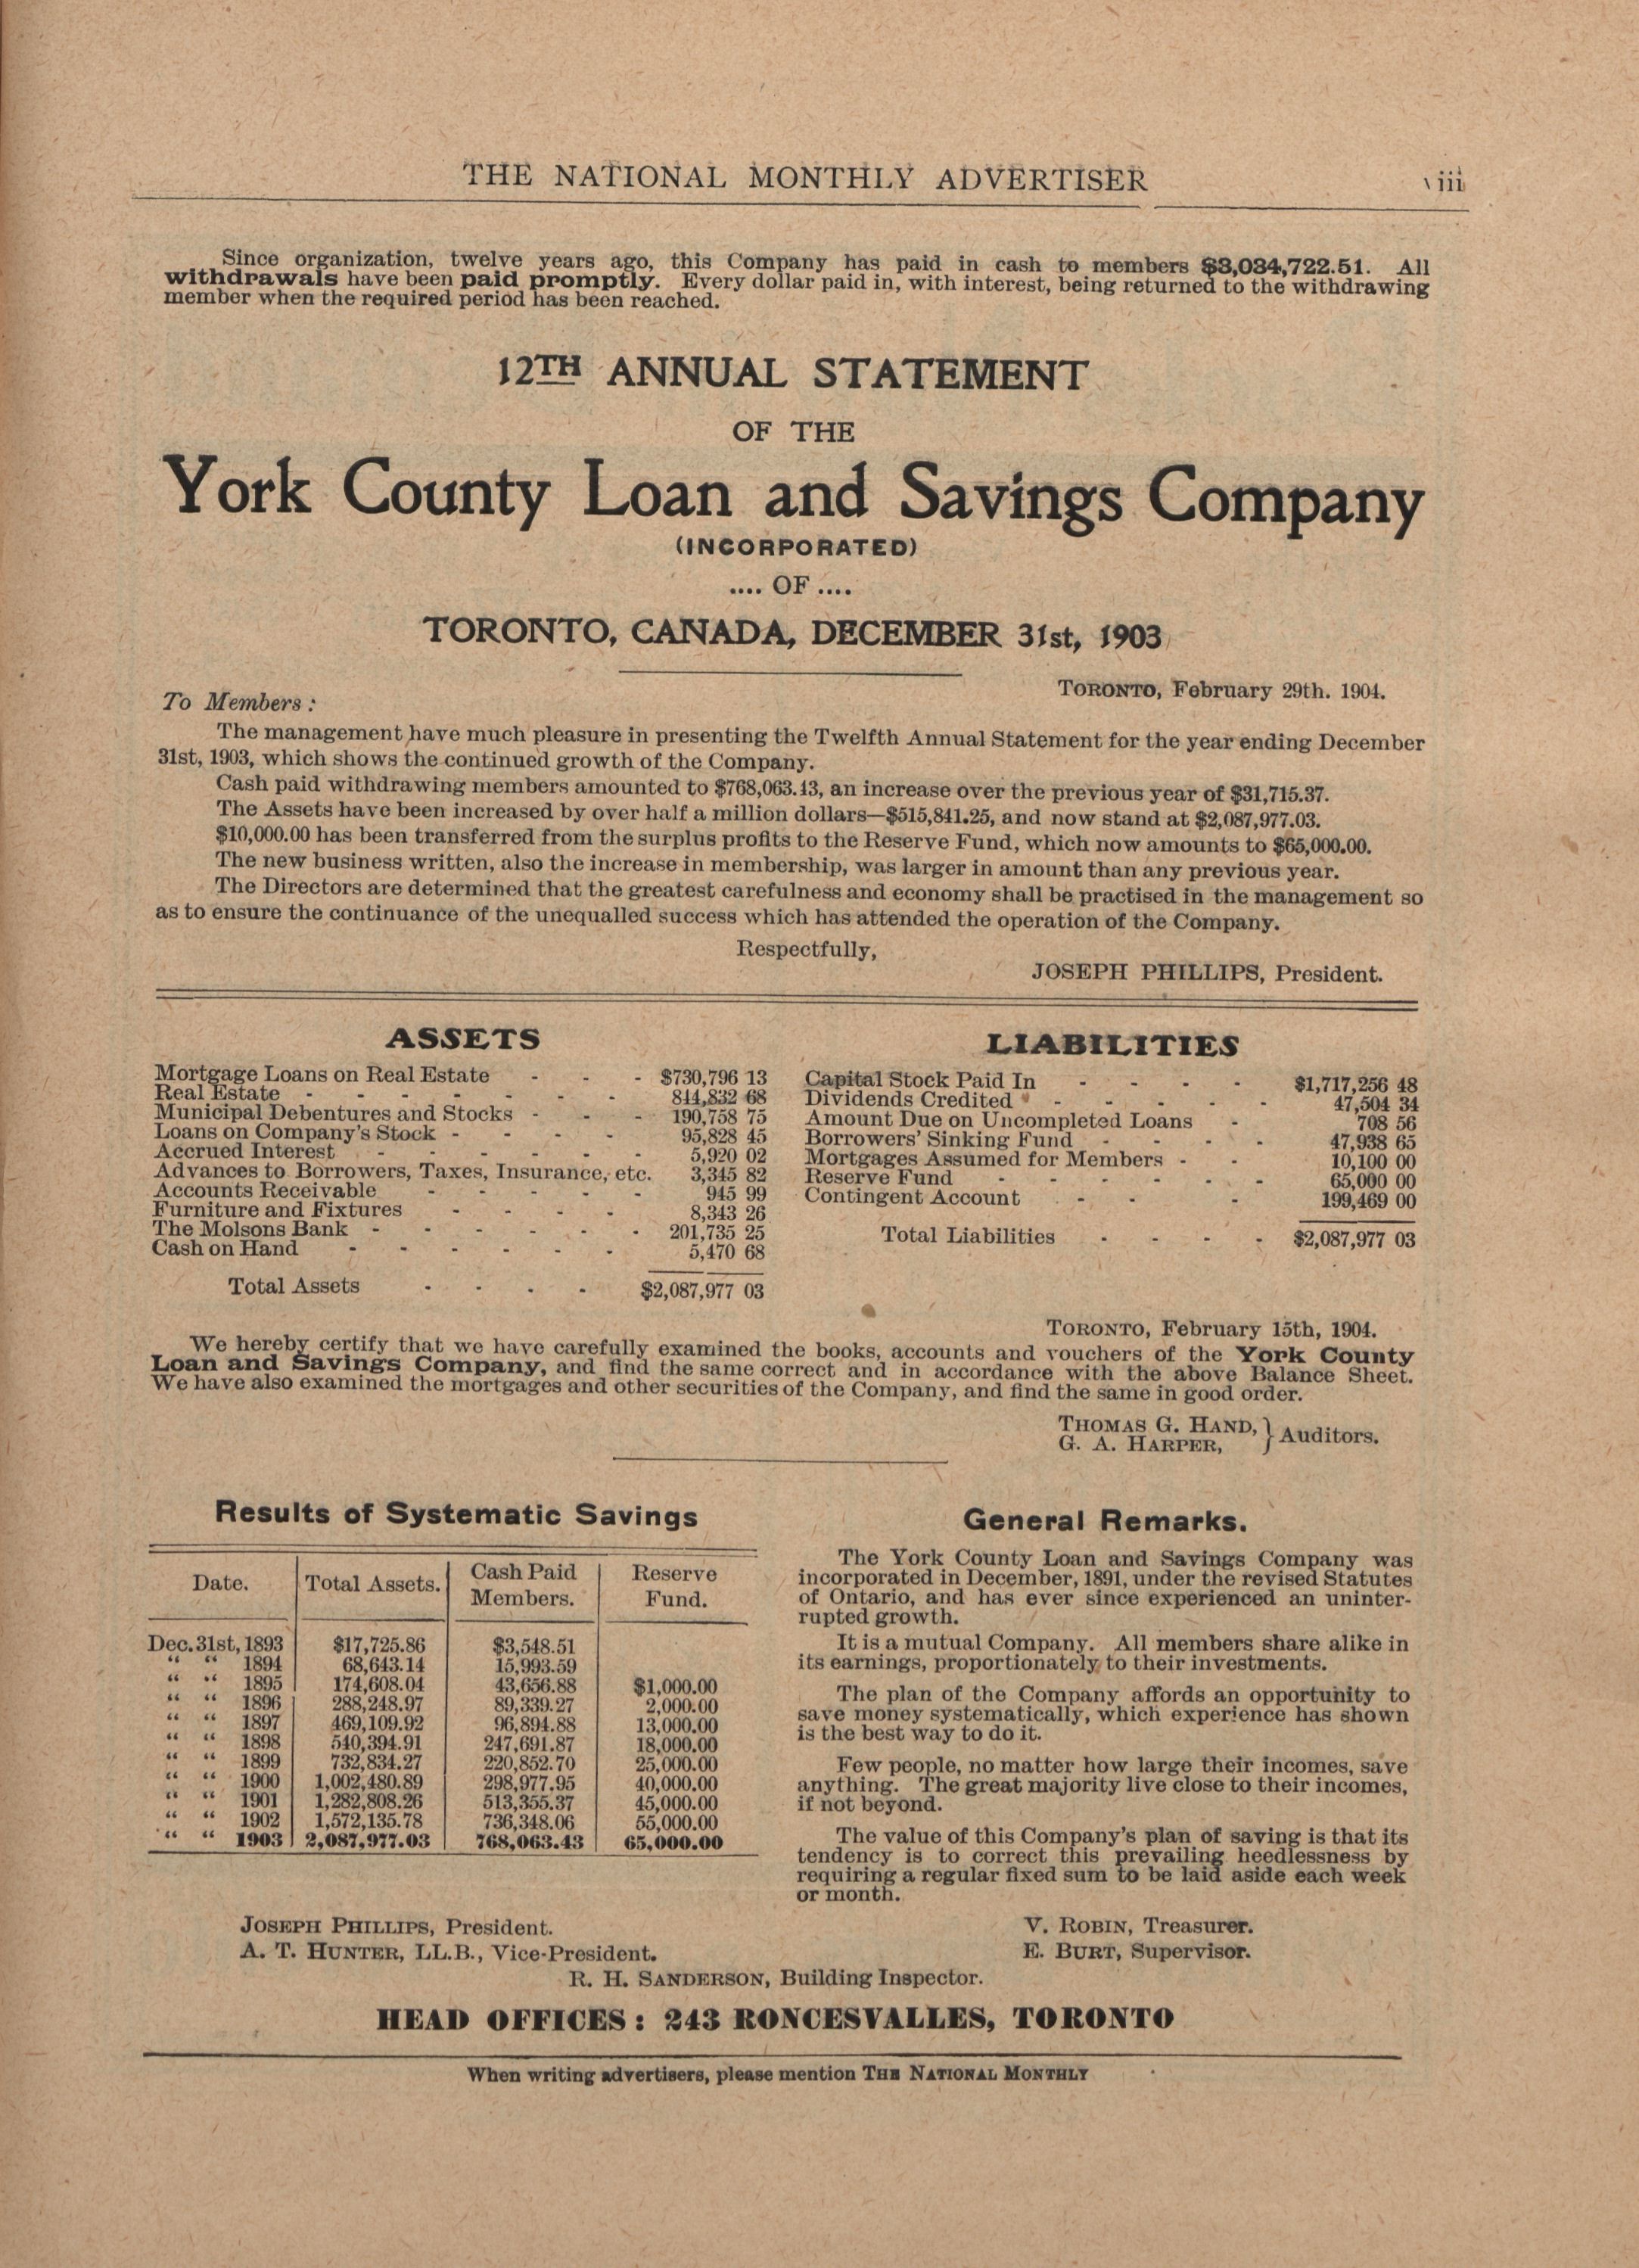 THE NATIONAL MONTHLY ADVERTISER iii
Since organization, twelve years ago, this Company has paid in cash to members $3,034,722.51. All
withdrawals have been paid promptly. Every dollar paid in, with interest, being returned to the withdrawing
member when the required period has been reached.
12TH ANNUAL STATEMENT
OF THE
York County Loan and Savings Company
(INCORPORATED)
.... OF ....
TORONTO, CANADA, DECEMBER 31st, 1903
TORONTO, February 29th. 1904.
To Members :
The management have much pleasure in presenting the Twelfth Annual Statement for the year ending December
31st, 1903, which shows the continued growth of the Company.
Cash paid withdrawing members amounted to $768,063.43, an increase over the previous year of $31,715.37.
The Assets have been increased by over half a million dollars—$515,841.25, and now stand at $2,087,977.03.
$10,000.00 has been transferred from the surplus profits to the Reserve Fund, which now amounts to $65,000.00.
The new business written, also the increase in membership, was larger in amount than any previous year.
The Directors are determined that the greatest carefulness and economy shall be practised in the management so
as to ensure the continuance of the unequalled success which has attended the operation of the Company.
Respectfully,
JOSEPH PHILLIPS, President.
ASSETS
Mortgage Loans on Real Estate - - - $730,796 13
Real Estate - - - - - - - 844,832 68
Municipal Debentures and Stocks - - - 190,758 75
Loans on Company's Stock - - - - 95,828 45
Accrued Interest - - - - - - 5,920 02
Advances to Borrowers, Taxes, Insurance, etc. 3,345 82
Accounts Receivable - - - - - 945 99
Furniture and Fixtures - - - - 8,343 26
The Molsons Bank - - - - - - 201,735 25
Cash on Hand - - - - - - 5,470 68
Total Assets - - - - $2,087,977 03
LIABILITIES
Capital Stock Paid In - - - - $1,717,256 48
Dividends Credited - - - - - 47,504 34
Amount Due on Uncompleted Loans - 708 56
Borrowers' Sinking Fund - - - - 47,938 65
Mortgages Assumed for Members - - 10,100 00
Reserve Fund - - - - - - 65,000 00
Contingent Account - - - 199,469 00
Total Liabilities - - - - $2,087,977 03
TORONTO, February 15th, 1904.
We hereby certify that we have carefully examined the books, accounts and vouchers of the York County
Loan and Savings Company, and find the same correct and in accordance with the above Balance Sheet.
We have also examined the mortgages and other securities of the Company, and find the same in good order.
THOMAS G. HAND,
G. A. HARPER, } Auditors.
Results of Systematic Savings
Date. Total Assets. Cash Paid Members. Reserve Fund.
Dec. 31st, 1893 $17,725.86 $3,548.51
“ “ 1894 68,643.14 15,993.59
“ “ 1895 174,608.04 43,656.88 $1,000.00
“ “ 1896 288,248.97 89,339.27 2,000.00
“ “ 1897 469,109.92 96,894.88 13,000.00
“ “ 1898 540,394.91 247,691.87 18,000.00
“ “ 1899 732,834.27 220,852.70 25,000.00
“ “ 1900 1,002,480.89 298,977.95 40,000.00
“ “ 1901 1,282,808.26 513,355.37 45,000.00
“ “ 1902 1,572,135.78 736,348.06 55,000.00
“ “ 1903 2,087,977.03 768,063.43 65,000.00
General Remarks.
The York County Loan and Savings Company was
incorporated in December, 1891, under the revised Statutes
of Ontario, and has ever since experienced an uninter-
rupted growth.
It is a mutual Company. All members share alike in
its earnings, proportionately to their investments.
The plan of the Company affords an opportunity to
save money systematically, which experience has shown
is the best way to do it.
Few people, no matter how large their incomes, save
anything. The great majority live close to their incomes,
if not beyond.
The value of this Company's plan of saving is that its
tendency is to correct this prevailing heedlessness by
requiring a regular fixed sum to be laid aside each week
or month.
JOSEPH PHILLIPS, President.
A. T. HUNTER, LL.B., Vice-President.
V. ROBIN, Treasurer.
E. BURT, Supervisor.
R. H. SANDERSON, Building Inspector.
HEAD OFFICES : 243 RONCESVALLES, TORONTO
When writing advertisers, please mention THE NATIONAL MONTHLY